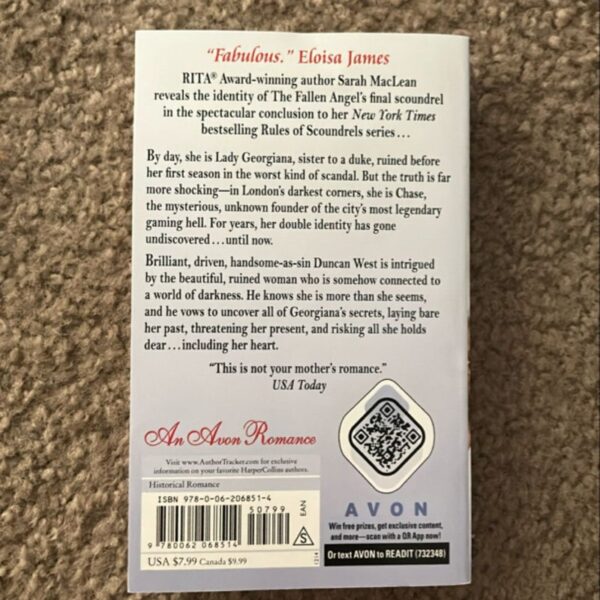 "Fabulous." Eloisa James
RITA® Award-winning author Sarah MacLean
reveals the identity of The Fallen Angel's final scoundrel
in the spectacular conclusion to her New York Times
bestselling Rules of Scoundrels series...
By day, she is Lady Georgiana, sister to a duke, ruined before
her first season in the worst kind of scandal. But the truth is far
more shocking—in London's darkest corners, she is Chase,
the mysterious, unknown founder of the city's most legendary
gaming hell. For years, her double identity has gone
undiscovered...until now.
Brilliant, driven, handsome-as-sin Duncan West is intrigued
by the beautiful, ruined woman who is somehow connected to
a world of darkness. He knows she is more than she seems,
and he vows to uncover all of Georgiana's secrets, laying bare
her past, threatening her present, and risking all she holds
dear...including her heart.
"This is not your mother's romance."
USA Today
An Avon Romance
Visit www.AuthorTracker.com for exclusive
information on your favorite HarperCollins authors.
Historical Romance
ISBN 978-0-06-206851-4
50799
EAN
S
9 780062 068514
1214
USA $7.99 Canada $9.99
AVON
Win free prizes, get exclusive content,
and more—scan with a QR App now!
Or text AVON to READIT (732348)